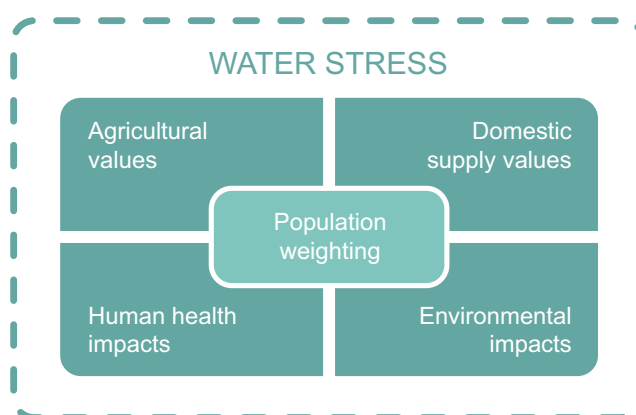 WATER STRESS
Agricultural
values
Domestic
supply values
Population
weighting
Human health
impacts
Environmental
impacts